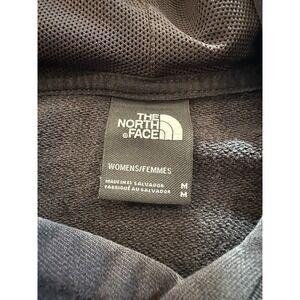 THE
NORTH
®FACE
WOMENS/FEMMES
MADE IN EL SALVADOR M
FABRIQUÉ AU SALVADOR M